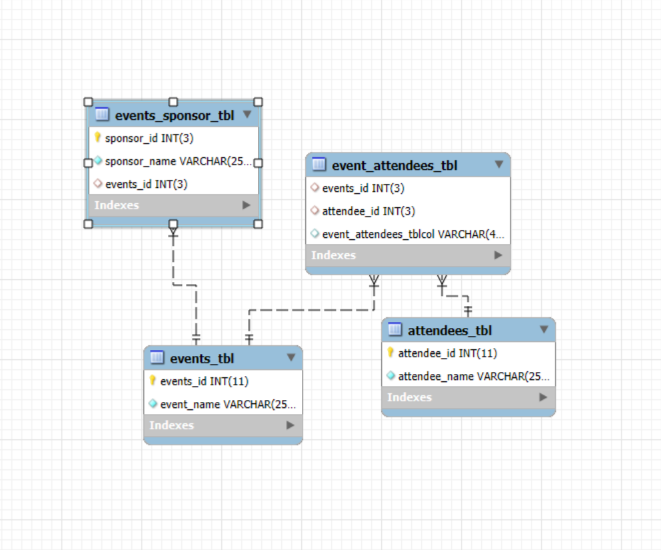 events_sponsor_tbl
sponsor_id INT(3)
sponsor_name VARCHAR(25...
events_id INT(3)
Indexes
event_attendees_tbl
events_id INT(3)
attendee_id INT(3)
event_attendees_tblcol VARCHAR(4...
Indexes
events_tbl
events_id INT(11)
event_name VARCHAR(25...
Indexes
attendees_tbl
attendee_id INT(11)
attendee_name VARCHAR(25...
Indexes